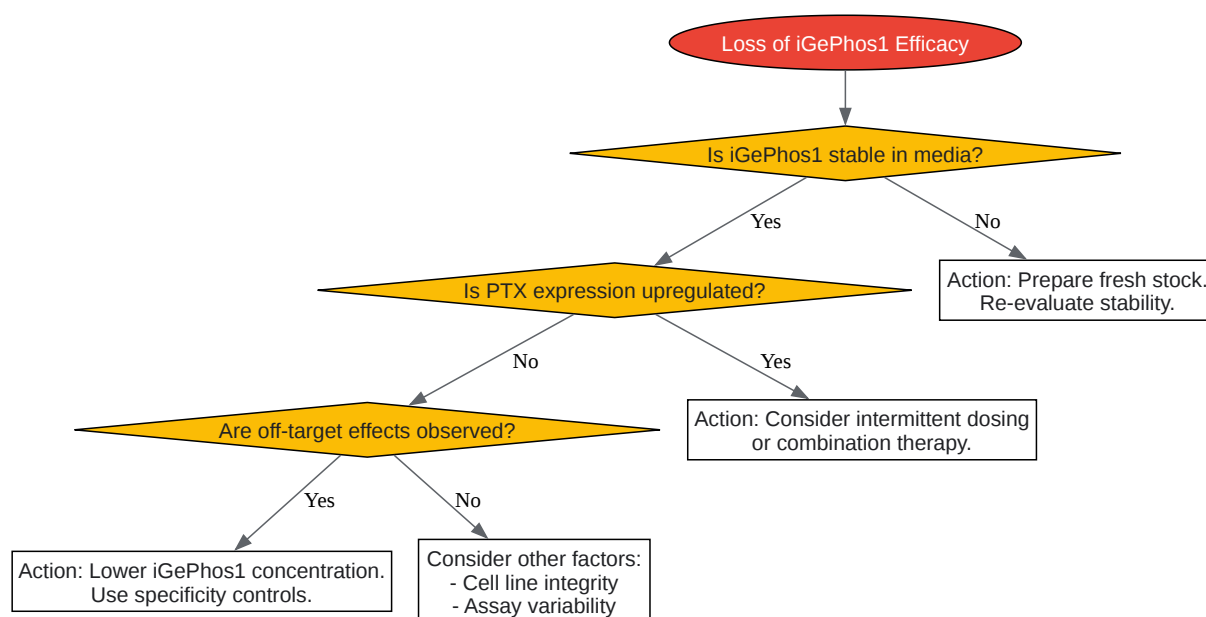 Loss of iGePhos1 Efficacy
Is iGePhos1 stable in media?
Yes
No
Is PTX expression upregulated?
Action: Prepare fresh stock.
Re-evaluate stability.
No
Yes
Are off-target effects observed?
Action: Consider intermittent dosing
or combination therapy.
Yes
No
Action: Lower iGePhos1 concentration.
Use specificity controls.
Consider other factors:
- Cell line integrity
- Assay variability